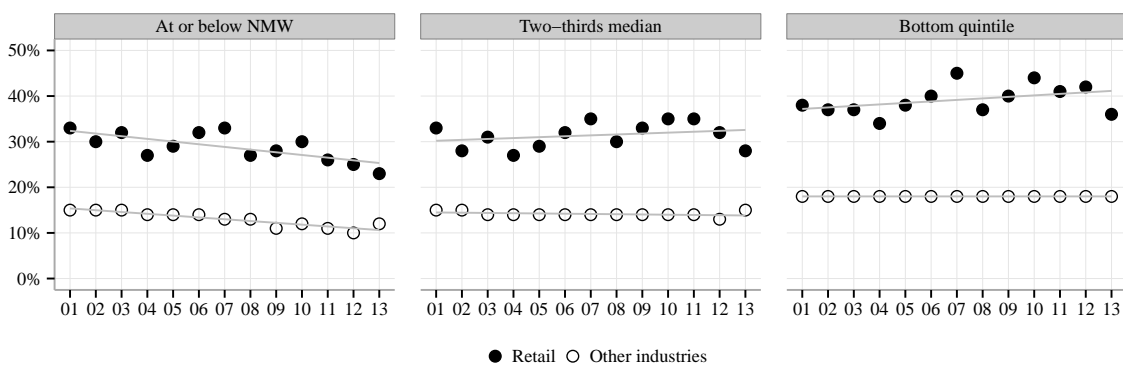 At or below NMW
Two−thirds median
Bottom quintile
50%
40%
30%
20%
10%
0%
01 02 03 04 05 06 07 08 09 10 11 12 13
01 02 03 04 05 06 07 08 09 10 11 12 13
01 02 03 04 05 06 07 08 09 10 11 12 13
Retail Other industries